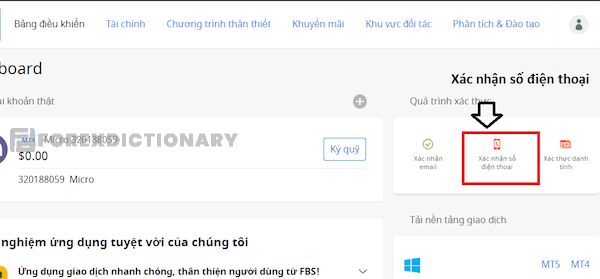 Bảng điều khiển Tài chính Chương trình thân thiết Khuyến mãi Khu vực đối tác Phân tích & Đào tạo
board
Xác nhận số điện thoại
i khoản thật
Quá trình xác thực
FOREXDICTIONARY
MT4 Micro 320188059
$0.00
Ký quỹ
320188059 Micro
Xác nhận email
Xác nhận số điện thoại
Xác thực danh tính
Tải nền tảng giao dịch
nghiệm ứng dụng tuyệt vời của chúng tôi
MT5 MT4
Ứng dụng giao dịch nhanh chóng, thân thiện người dùng từ FBS!